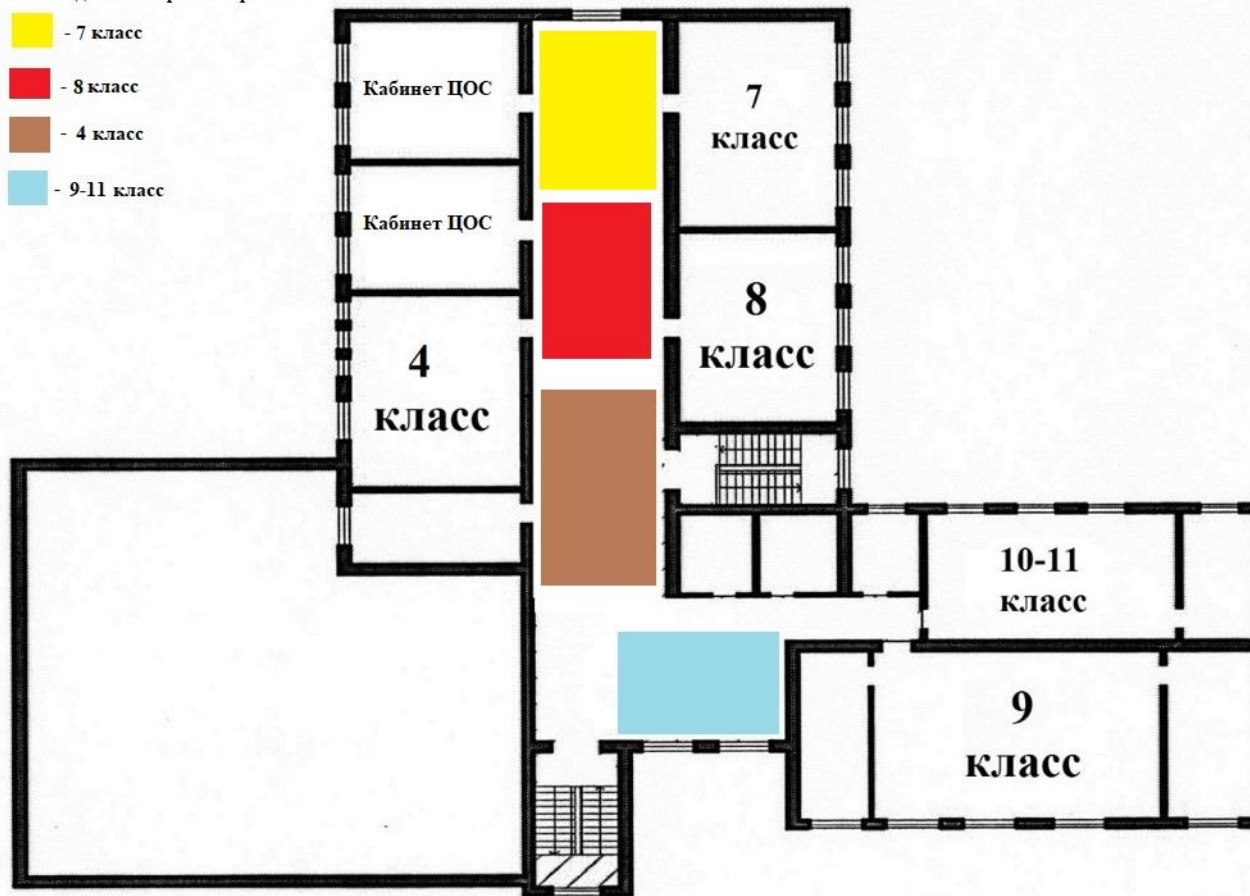 - 7 класс
- 8 класс
- 4 класс
- 9-11 класс
Кабинет ЦОС
7
класс
Кабинет ЦОС
8
класс
4
класс
10-11
класс
9
класс